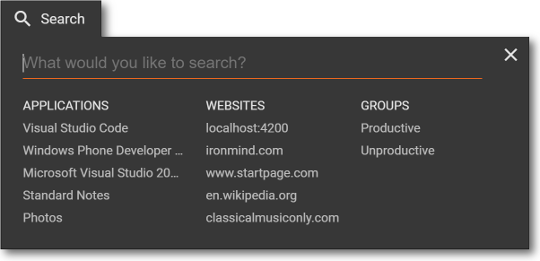 Search
What would you like to search?
APPLICATIONS
Visual Studio Code
Windows Phone Developer ...
Microsoft Visual Studio 20...
Standard Notes
Photos
WEBSITES
localhost:4200
ironmind.com
www.startpage.com
en.wikipedia.org
classicalmusiconly.com
GROUPS
Productive
Unproductive